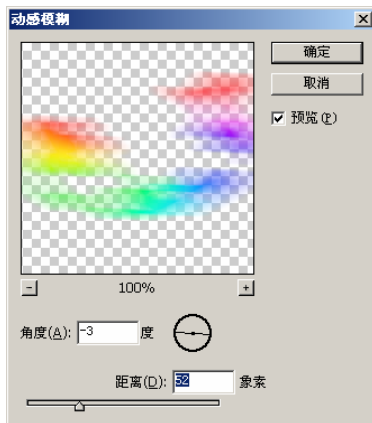 动感模糊
确定
取消
预览(P)
100%
角度(A): -3 度
距离(D): 52 象素